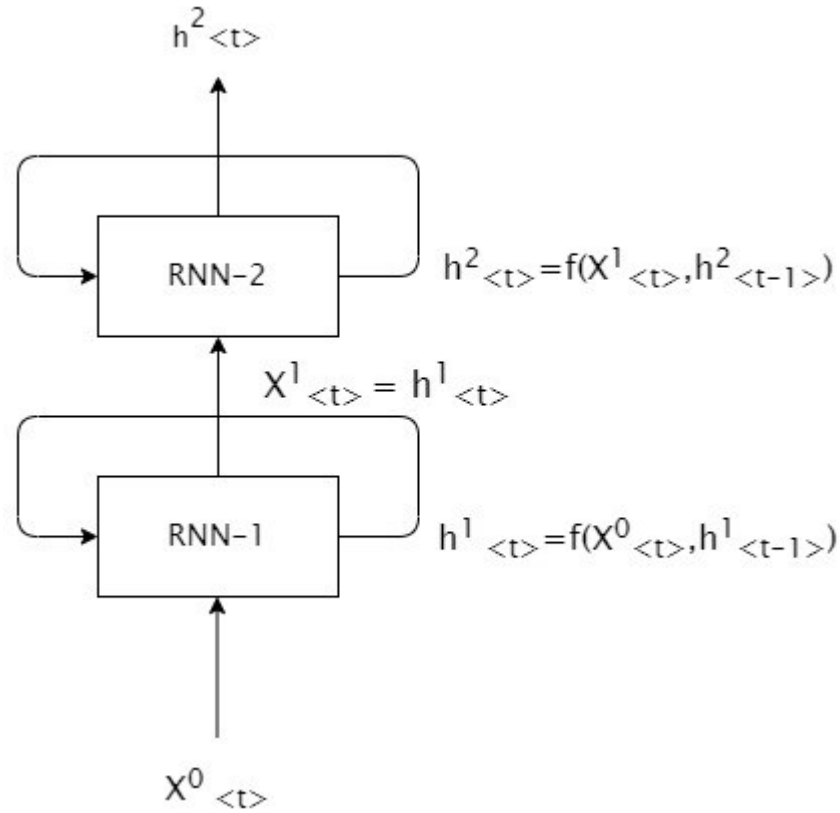 h²<t>
RNN-2
h²<t>=f(X¹<t>,h²<t-1>)
X¹<t> = h¹<t>
RNN-1
h¹<t>=f(X⁰<t>,h¹<t-1>)
X⁰<t>